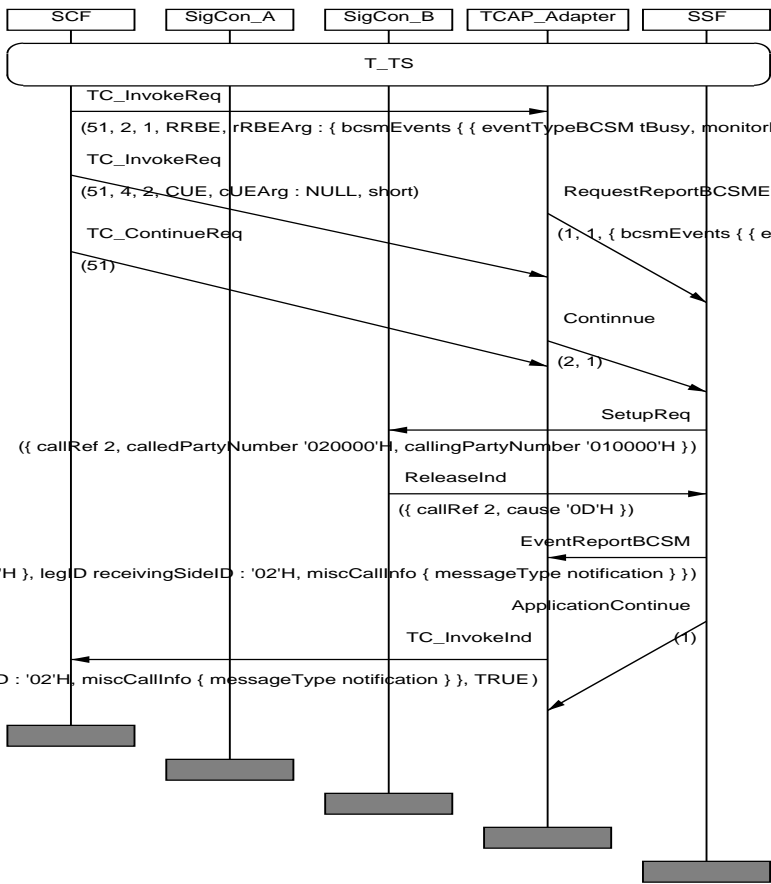 SCF SigCon_A SigCon_B TCAP_Adapter SSF
T_TS
TC_InvokeReq
(51, 2, 1, RRBE, rRBEArg : { bcsmEvents { { eventTypeBCSM tBusy,
TC_InvokeReq
(51, 4, 2, CUE, cUEArg : NULL, short)
RequestReportBCSME
TC_ContinueReq
(1, 1, { bcsmEvents { { e
(51)
Continnue
(2, 1)
SetupReq
({ callRef 2, calledPartyNumber '020000'H, callingPartyNumber '010000'H })
ReleaseInd
({ callRef 2, cause '0D'H })
EventReportBCSM
'H }, legID receivingSideID : '02'H, miscCallInfo { messageType notification } })
ApplicationContinue
TC_InvokeInd
(1)
D : '02'H, miscCallInfo { messageType notification } }, TRUE)